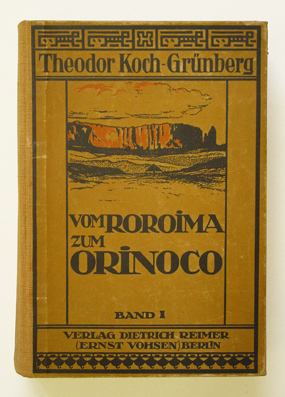 Theodor Koch-Grünberg
VOM ROROIMA
ZUM
ORINOCO
BAND I
VERLAG DIETRICH REIMER
(ERNST VOHSEN) BERLIN